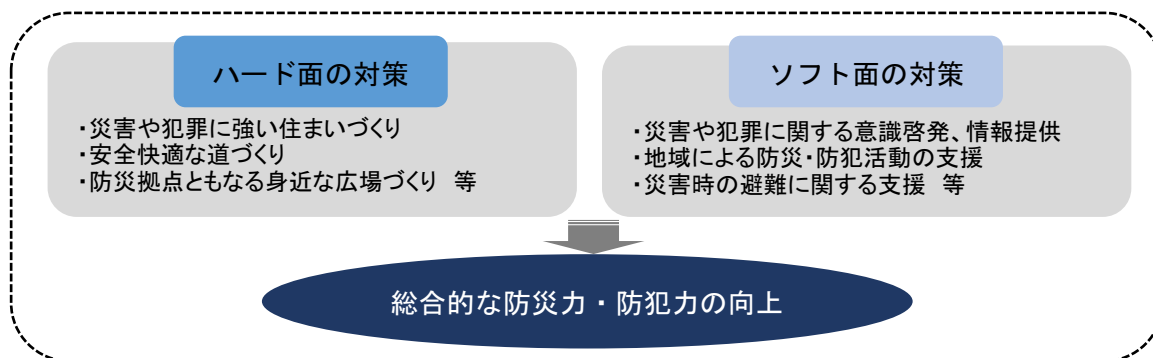 ハード面の対策
・災害や犯罪に強い住まいづくり
・安全快適な道づくり
・防災拠点ともなる身近な広場づくり 等
ソフト面の対策
・災害や犯罪に関する意識啓発、情報提供
・地域による防災・防犯活動の支援
・災害時の避難に関する支援 等
総合的な防災力・防犯力の向上